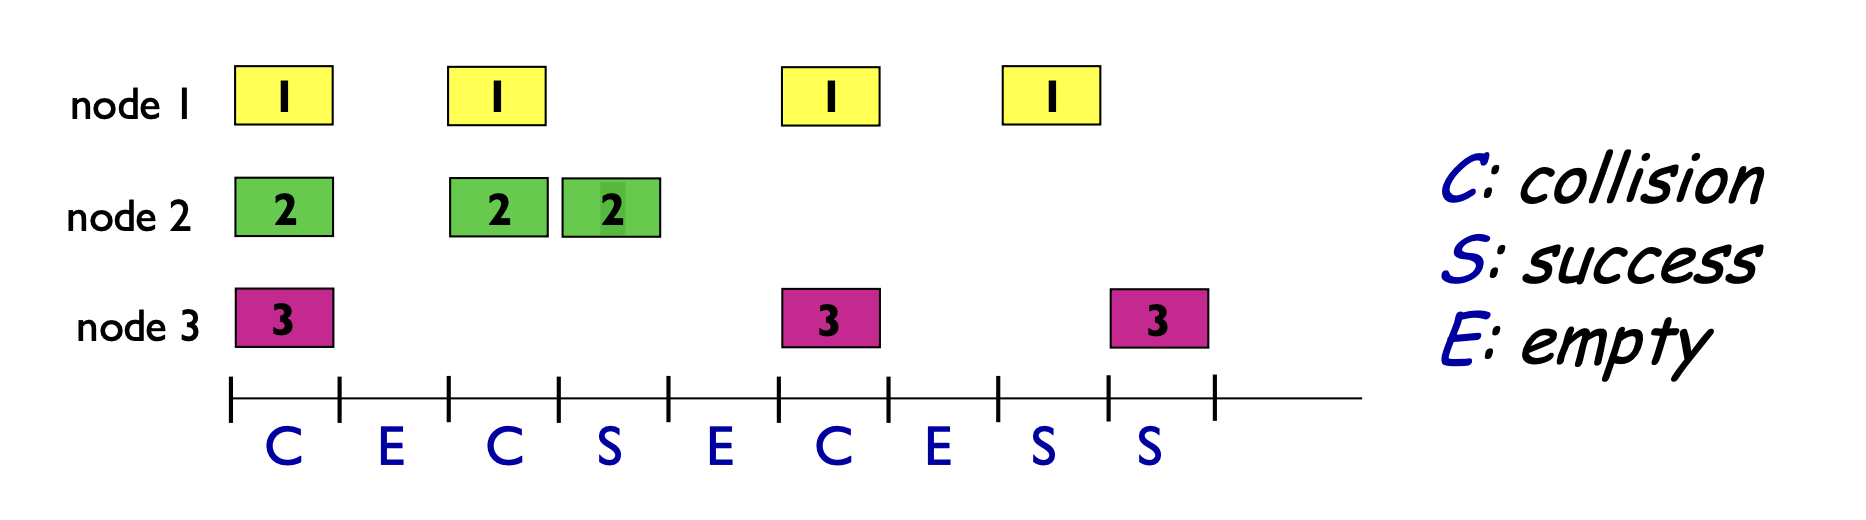 node 1 1 1 1 1
node 2 2 2 2
node 3 3 3 3
C E C S E C E S S
C: collision
S: success
E: empty